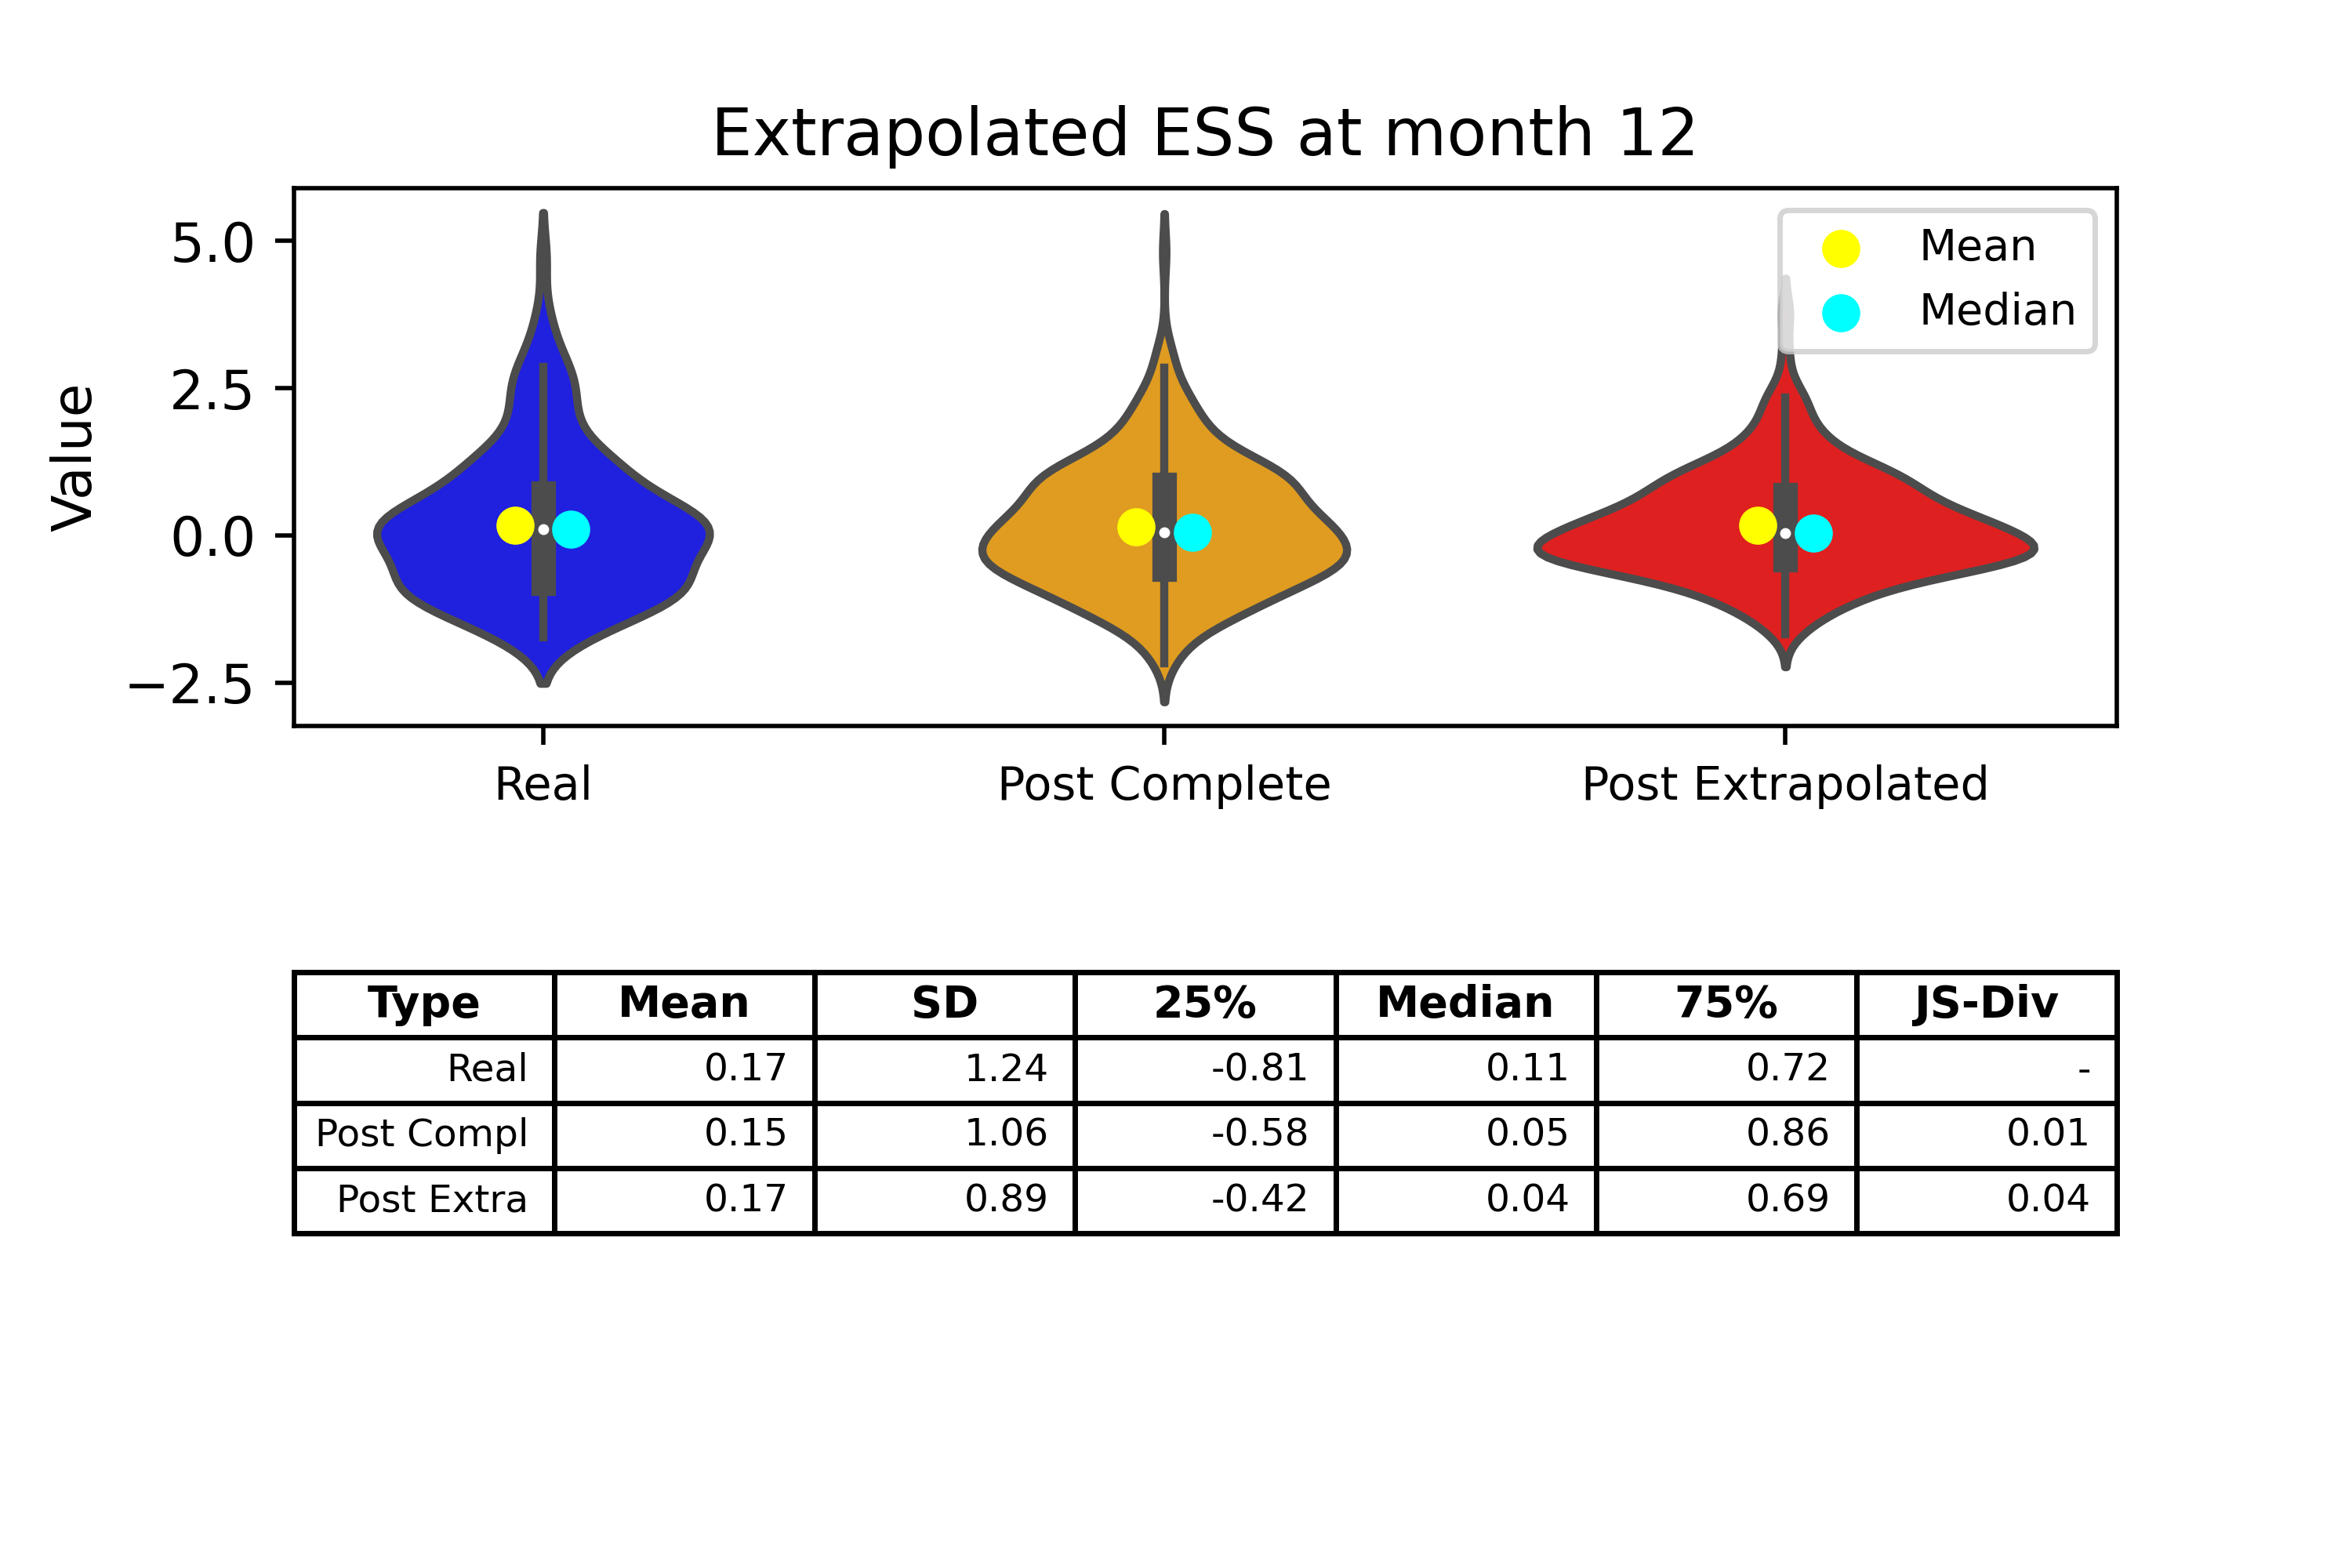 Extrapolated ESS at month 12
Value
5.0
2.5
0.0
−2.5
Mean
Median
Real Post Complete Post Extrapolated
Type Mean SD 25% Median 75% JS-Div
Real 0.17 1.24 -0.81 0.11 0.72 -
Post Compl 0.15 1.06 -0.58 0.05 0.86 0.01
Post Extra 0.17 0.89 -0.42 0.04 0.69 0.04